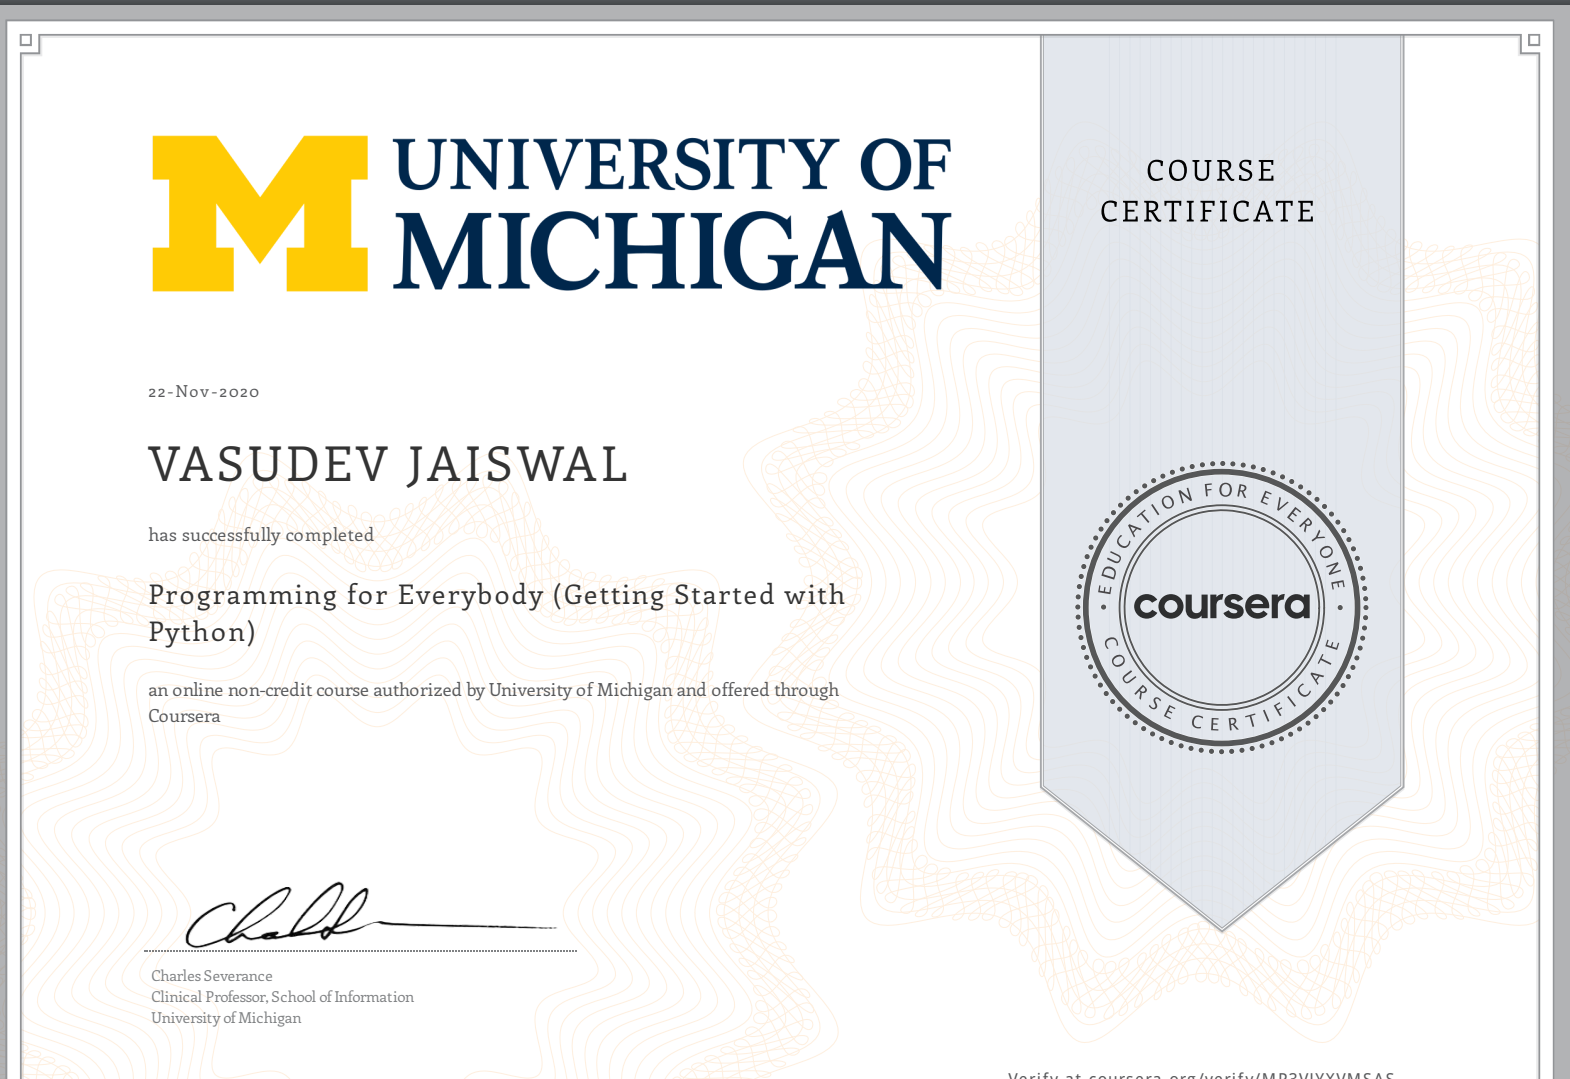 UNIVERSITY OF
MICHIGAN
COURSE
CERTIFICATE
22-Nov-2020
VASUDEV JAISWAL
has successfully completed
Programming for Everybody (Getting Started with
Python)
an online non-credit course authorized by University of Michigan and offered through
Coursera
EDUCATION FOR EVERYONE
coursera
COURSE CERTIFICATE
Charles Severance
Clinical Professor, School of Information
University of Michigan
Verify at coursera.org/verify/